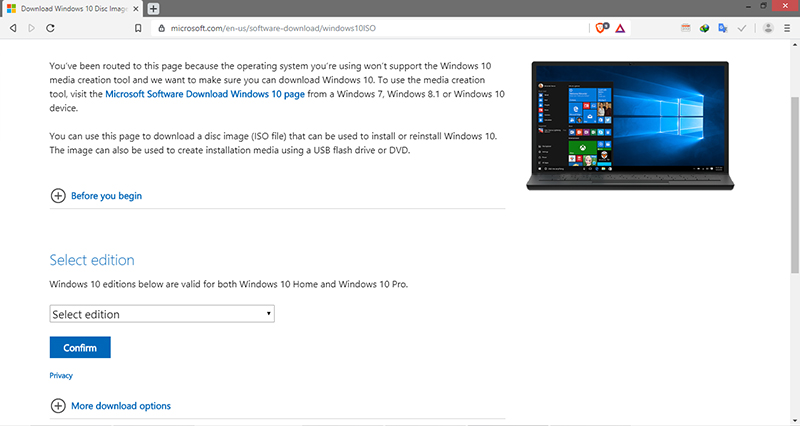 Download Windows 10 Disc Image
microsoft.com/en-us/software-download/windows10ISO
You've been routed to this page because the operating system you're using won't support the Windows 10
media creation tool and we want to make sure you can download Windows 10. To use the media creation
tool, visit the Microsoft Software Download Windows 10 page from a Windows 7, Windows 8.1 or Windows 10
device.
You can use this page to download a disc image (ISO file) that can be used to install or reinstall Windows 10.
The image can also be used to create installation media using a USB flash drive or DVD.
Before you begin
Select edition
Windows 10 editions below are valid for both Windows 10 Home and Windows 10 Pro.
Select edition
Confirm
Privacy
More download options